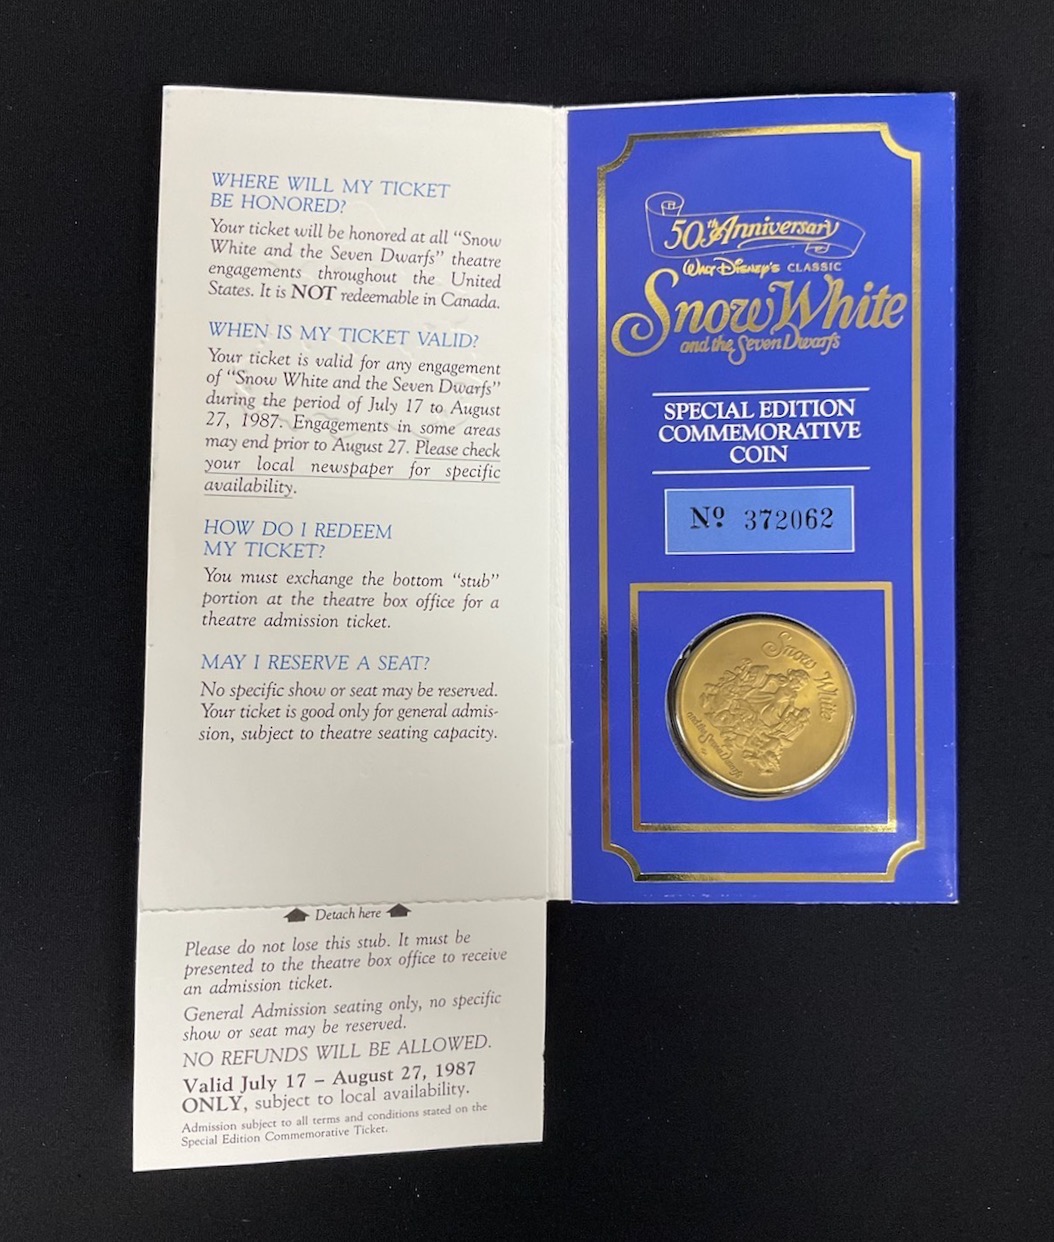 WHERE WILL MY TICKET
BE HONORED?
Your ticket will be honored at all “Snow
White and the Seven Dwarfs” theatre
engagements throughout the United
States. It is NOT redeemable in Canada.
WHEN IS MY TICKET VALID?
Your ticket is valid for any engagement
of “Snow White and the Seven Dwarfs”
during the period of July 17 to August
27, 1987. Engagements in some areas
may end prior to August 27. Please check
your local newspaper for specific
availability.
HOW DO I REDEEM
MY TICKET?
You must exchange the bottom “stub”
portion at the theatre box office for a
theatre admission ticket.
MAY I RESERVE A SEAT?
No specific show or seat may be reserved.
Your ticket is good only for general admis-
sion, subject to theatre seating capacity.
Detach here
Please do not lose this stub. It must be
presented to the theatre box office to receive
an admission ticket.
General Admission seating only, no specific
show or seat may be reserved.
NO REFUNDS WILL BE ALLOWED.
Valid July 17 – August 27, 1987
ONLY, subject to local availability.
Admission subject to all terms and conditions stated on the
Special Edition Commemorative Ticket.
50th Anniversary
Walt Disney's CLASSIC
Snow White
and the Seven Dwarfs
SPECIAL EDITION
COMMEMORATIVE
COIN
Nº 372062
Snow White
and the Seven Dwarfs